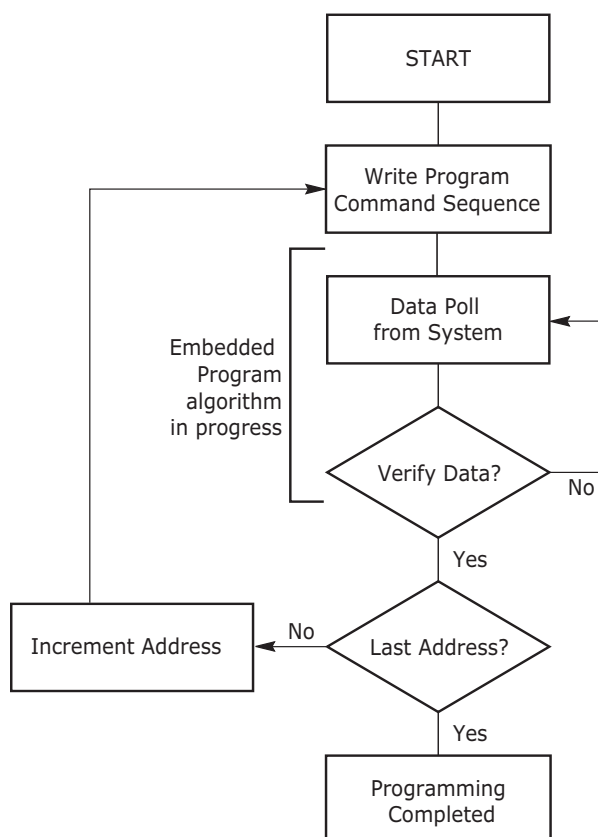 START
Write Program
Command Sequence
Data Poll
from System
Embedded
Program
algorithm
in progress
Verify Data?
No
Yes
Increment Address
No
Last Address?
Yes
Programming
Completed